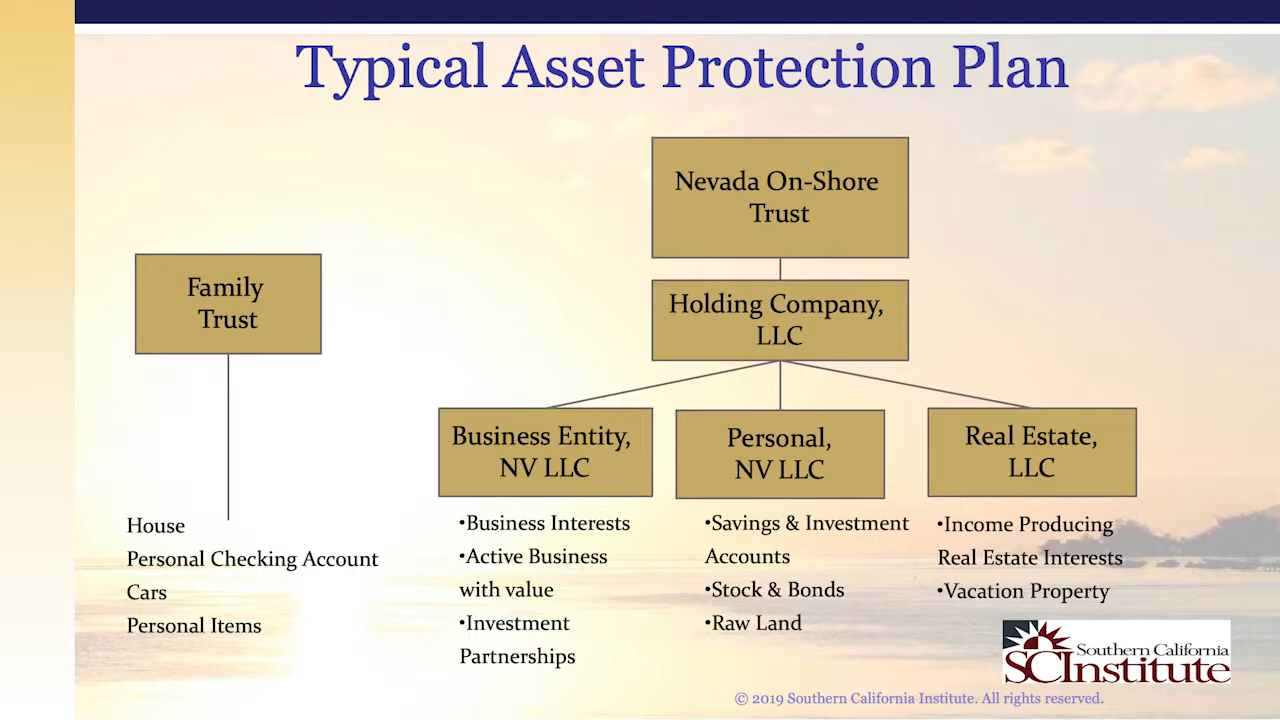 Typical Asset Protection Plan
Nevada On-Shore
Trust
Family
Trust
Holding Company,
LLC
Business Entity,
NV LLC
Personal,
NV LLC
Real Estate,
LLC
House
Personal Checking Account
Cars
Personal Items
•Business Interests
•Active Business
with value
•Investment
Partnerships
•Savings & Investment
Accounts
•Stock & Bonds
•Raw Land
•Income Producing
Real Estate Interests
•Vacation Property
Southern California
SCInstitute
© 2019 Southern California Institute. All rights reserved.